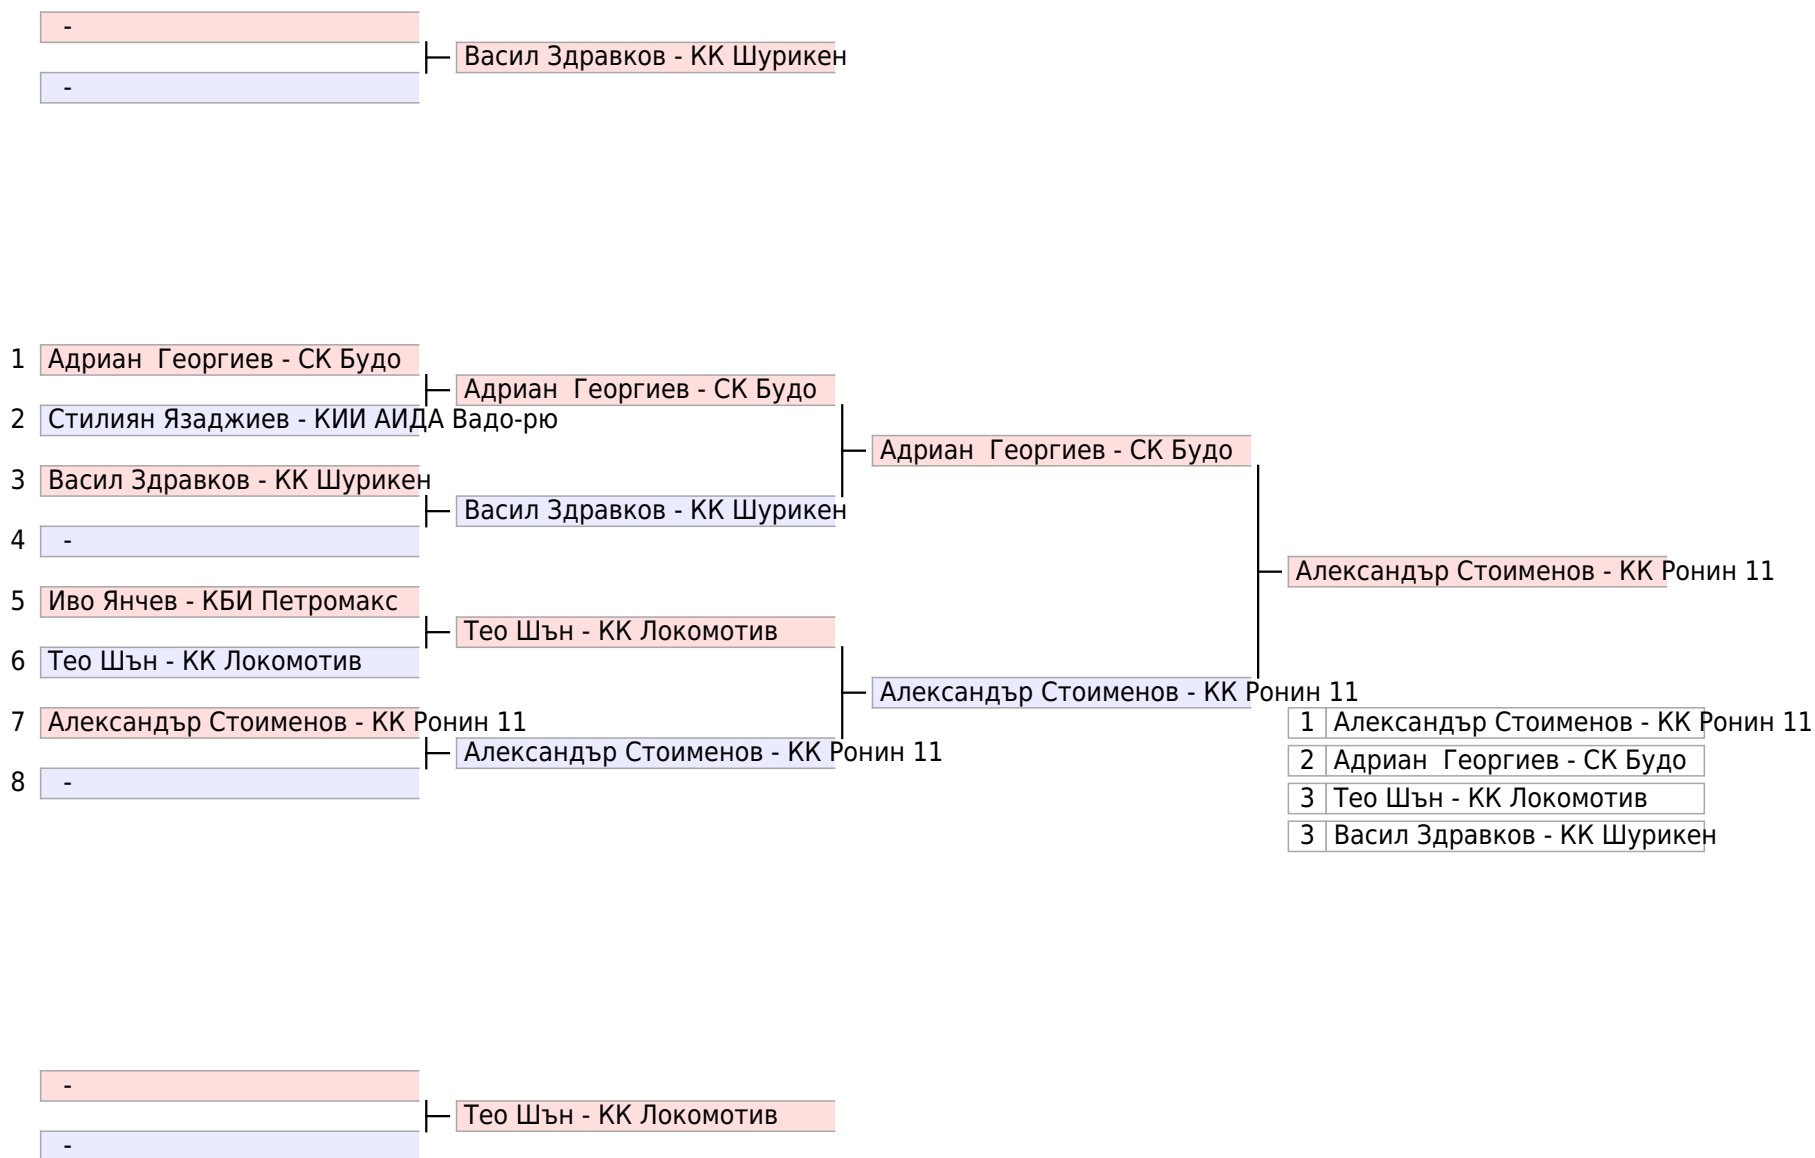 -
Васил Здравков - КК Шурикен
-
1 Адриан  Георгиев - СК Будо
Адриан  Георгиев - СК Будо
2 Стилиян Язаджиев - КИИ АИДА Вадо-рю
Адриан  Георгиев - СК Будо
3 Васил Здравков - КК Шурикен
Васил Здравков - КК Шурикен
4 -
Александър Стоименов - КК Ронин 11
5 Иво Янчев - КБИ Петромакс
Тео Шън - КК Локомотив
6 Тео Шън - КК Локомотив
Александър Стоименов - КК Ронин 11
7 Александър Стоименов - КК Ронин 11
Александър Стоименов - КК Ронин 11
8 -
1 Александър Стоименов - КК Ронин 11
2 Адриан  Георгиев - СК Будо
3 Тео Шън - КК Локомотив
3 Васил Здравков - КК Шурикен
-
Тео Шън - КК Локомотив
-